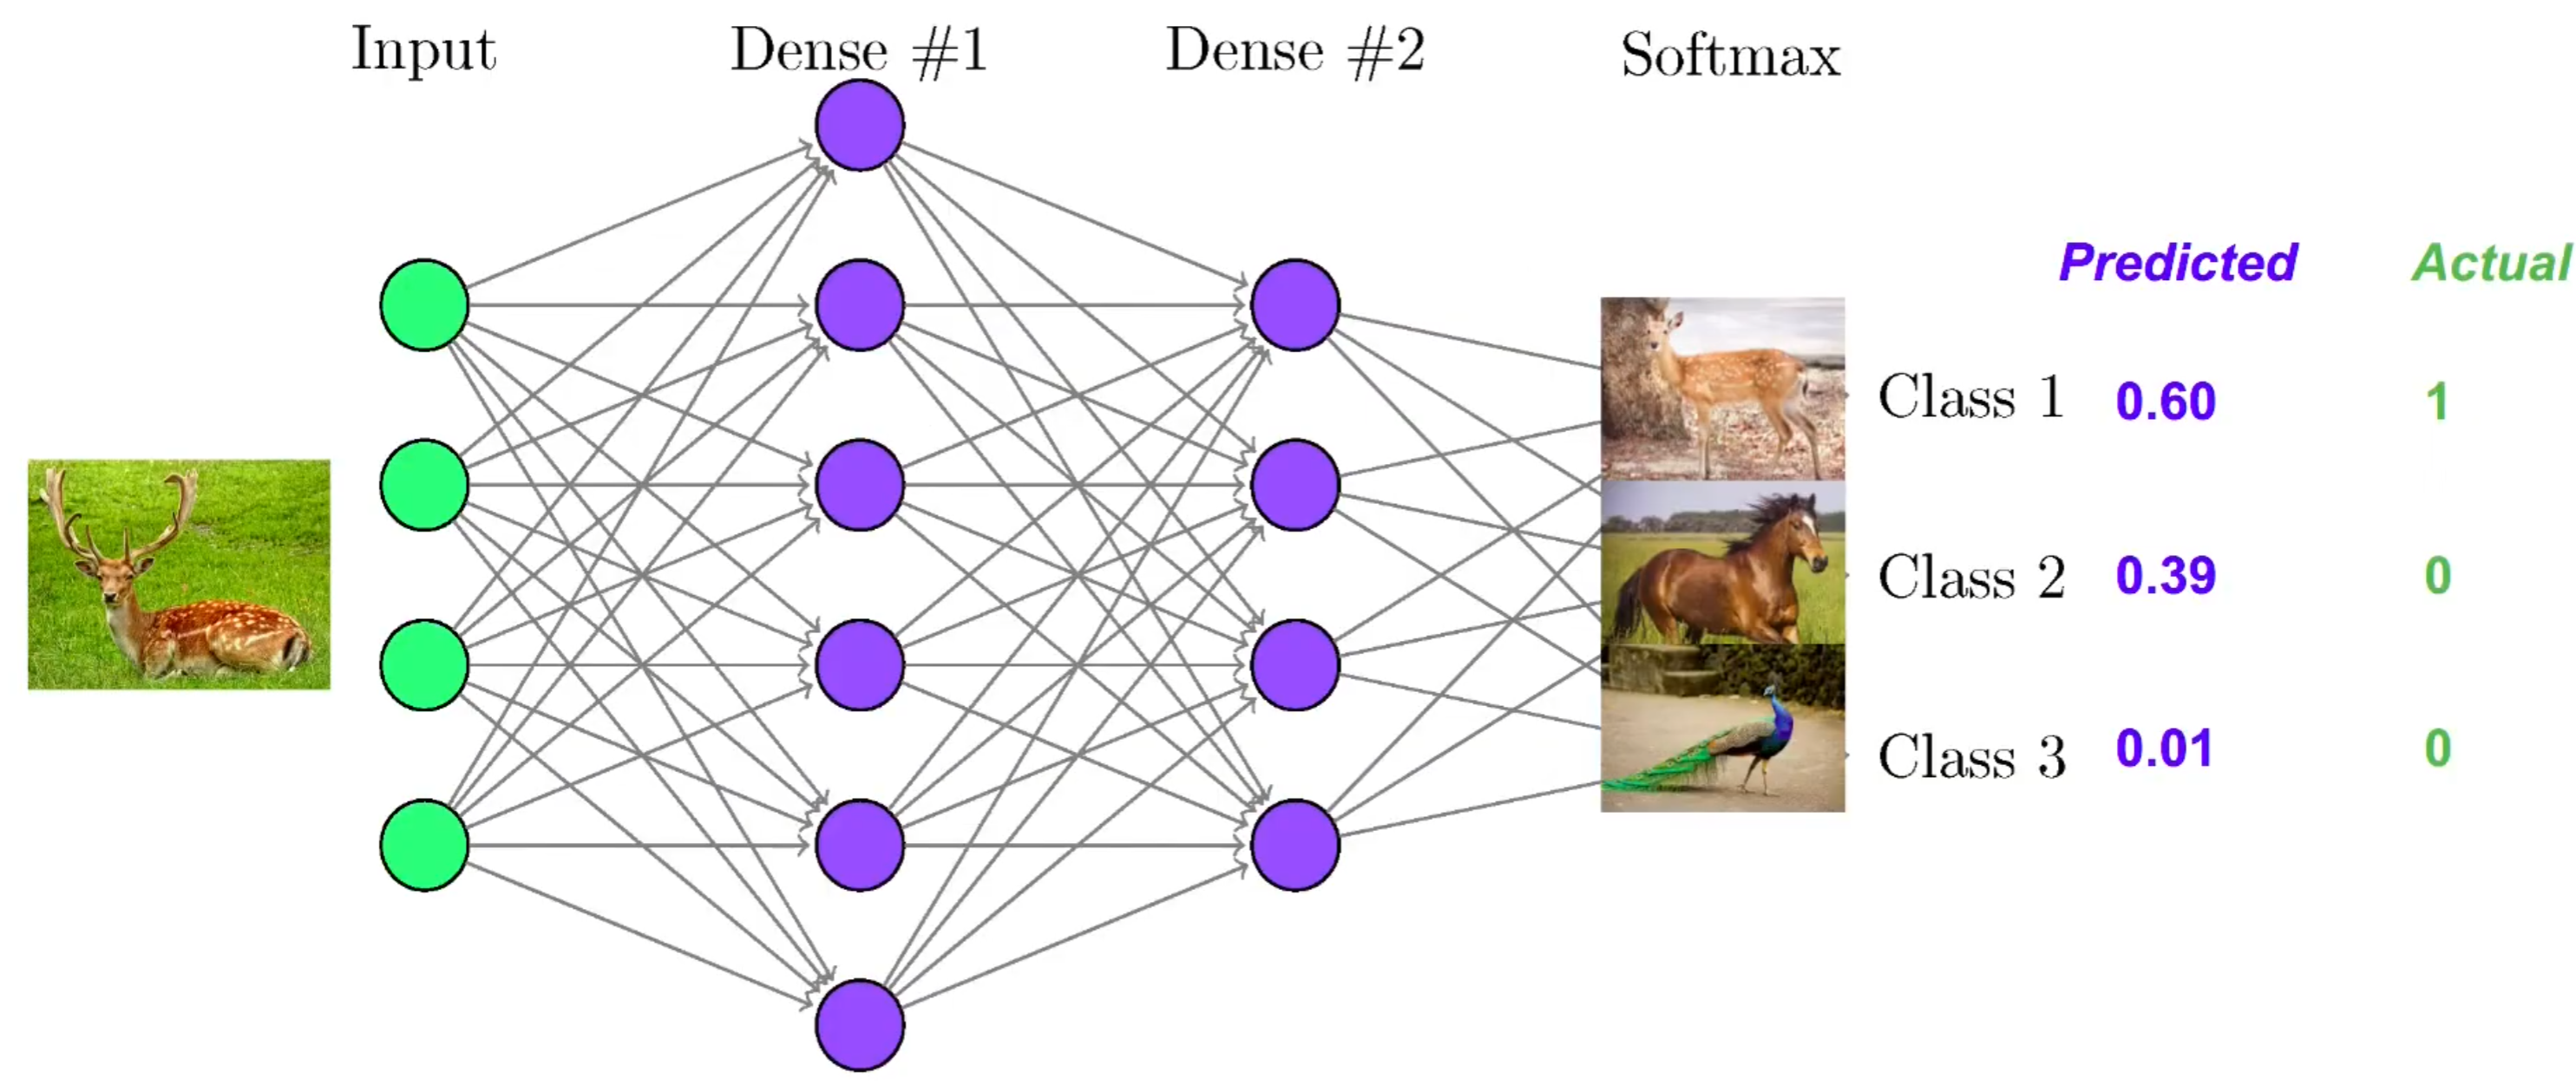 Input Dense #1 Dense #2 Softmax
Predicted Actual
Class 1 0.60 1
Class 2 0.39 0
Class 3 0.01 0